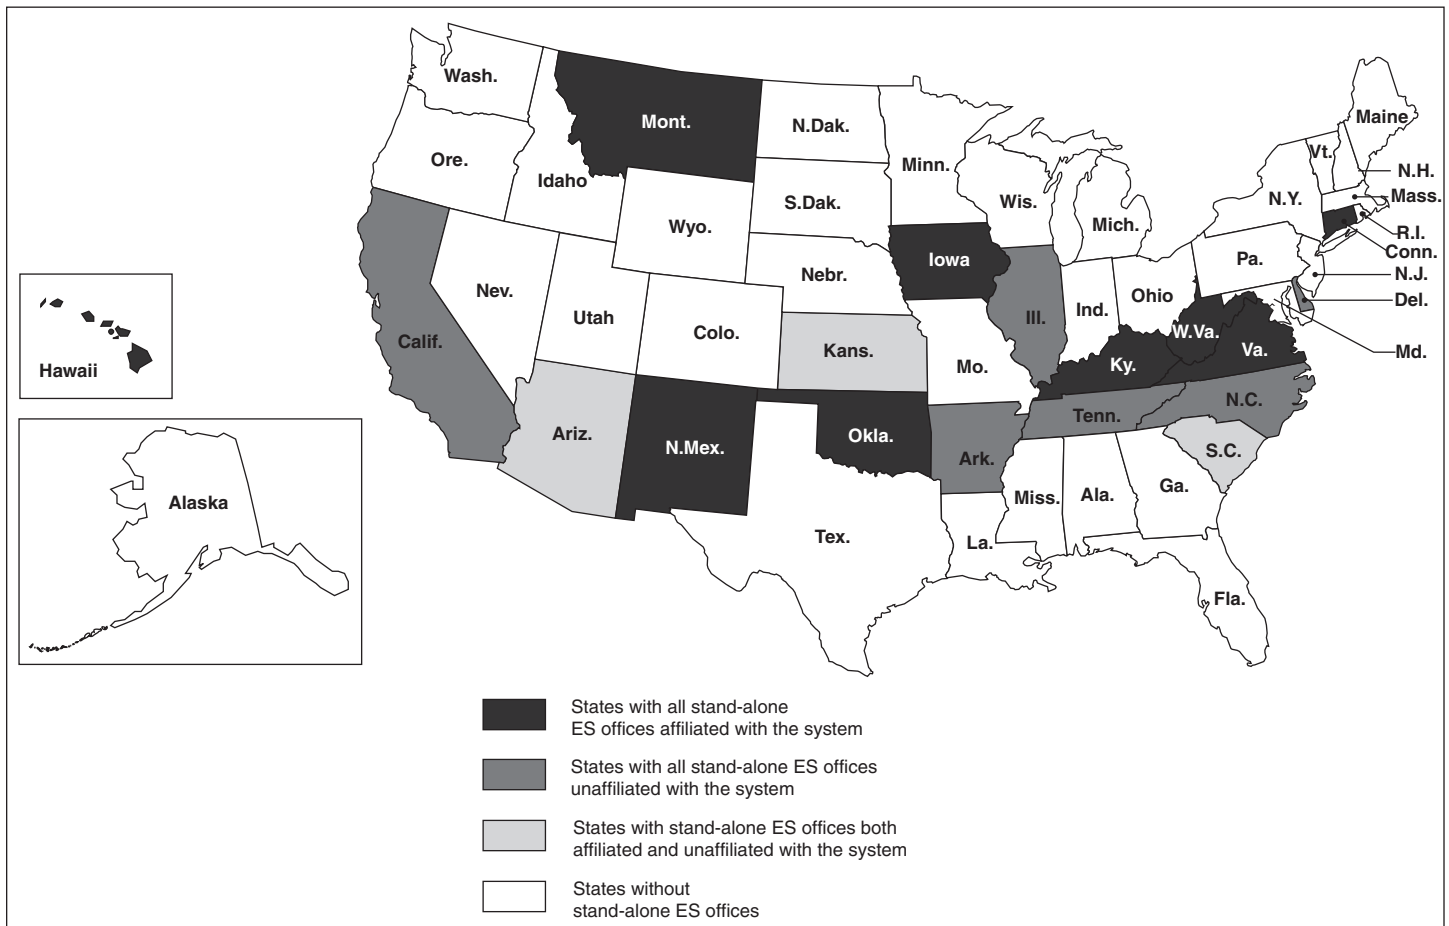 Wash.
Mont.
N.Dak.
Minn.
Maine
Ore.
Idaho
Vt.
N.H.
Mass.
Wyo.
S.Dak.
Wis.
Mich.
N.Y.
R.I.
Conn.
Iowa
Pa.
N.J.
Nev.
Utah
Nebr.
Ill.
Ind.
Ohio
Del.
Hawaii
Calif.
Colo.
Kans.
Mo.
W.Va.
Va.
Md.
Ky.
Ariz.
N.Mex.
Okla.
Ark.
Tenn.
N.C.
S.C.
Alaska
Tex.
La.
Miss.
Ala.
Ga.
Fla.
States with all stand-alone
ES offices affiliated with the system
States with all stand-alone ES offices
unaffiliated with the system
States with stand-alone ES offices both
affiliated and unaffiliated with the system
States without
stand-alone ES offices